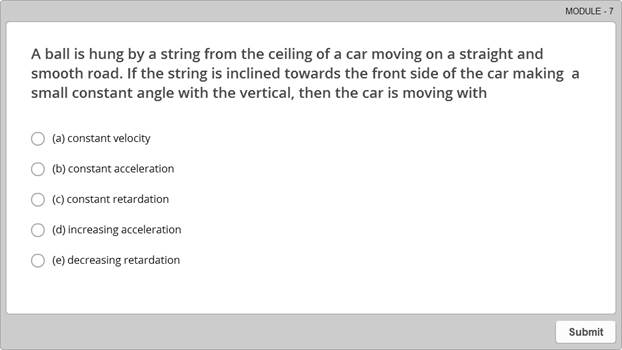 MODULE - 7
A ball is hung by a string from the ceiling of a car moving on a straight and
smooth road. If the string is inclined towards the front side of the car making a
small constant angle with the vertical, then the car is moving with
(a) constant velocity
(b) constant acceleration
(c) constant retardation
(d) increasing acceleration
(e) decreasing retardation
Submit